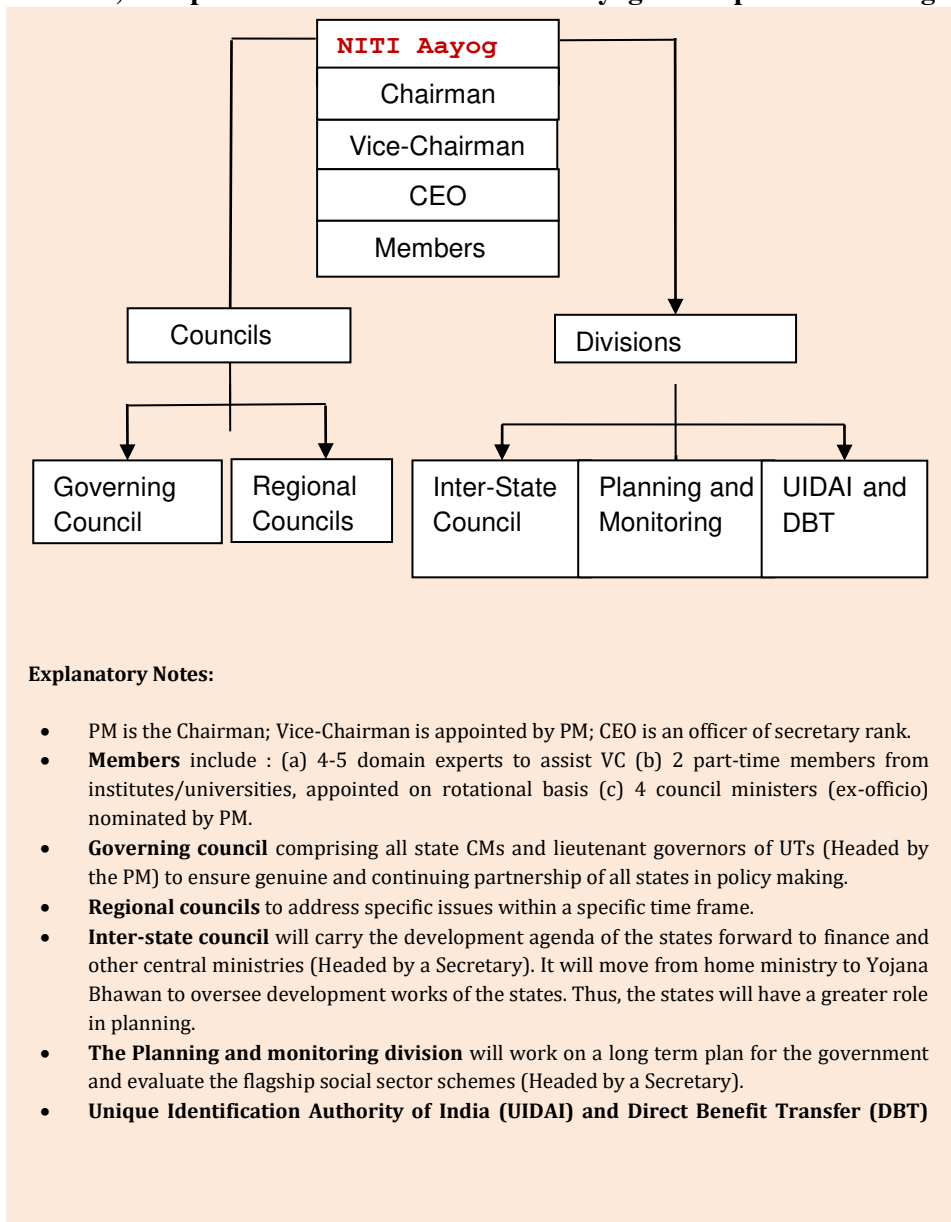 NITI Aayog
Chairman
Vice-Chairman
CEO
Members
Councils
Divisions
Governing
Council
Regional
Councils
Inter-State
Council
Planning and
Monitoring
UIDAI and
DBT
Explanatory Notes:
• PM is the Chairman; Vice-Chairman is appointed by PM; CEO is an officer of secretary rank.
• Members include : (a) 4-5 domain experts to assist VC (b) 2 part-time members from
institutes/universities, appointed on rotational basis (c) 4 council ministers (ex-officio)
nominated by PM.
• Governing council comprising all state CMs and lieutenant governors of UTs (Headed by
the PM) to ensure genuine and continuing partnership of all states in policy making.
• Regional councils to address specific issues within a specific time frame.
• Inter-state council will carry the development agenda of the states forward to finance and
other central ministries (Headed by a Secretary). It will move from home ministry to Yojana
Bhawan to oversee development works of the states. Thus, the states will have a greater role
in planning.
• The Planning and monitoring division will work on a long term plan for the government
and evaluate the flagship social sector schemes (Headed by a Secretary).
• Unique Identification Authority of India (UIDAI) and Direct Benefit Transfer (DBT)